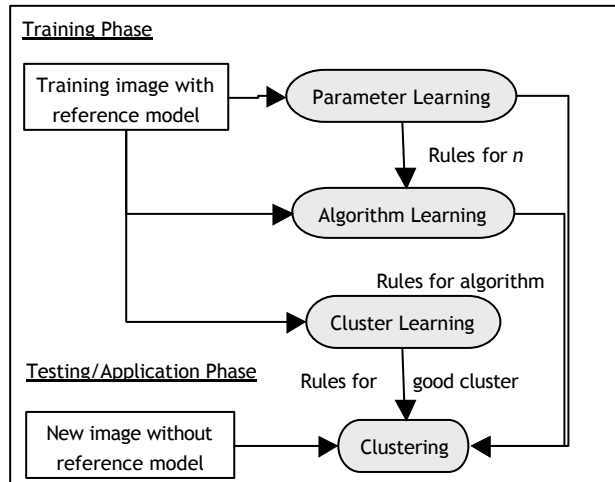 Training Phase
Training image with
reference model
Parameter Learning
Rules for n
Algorithm Learning
Rules for algorithm
Cluster Learning
Testing/Application Phase
Rules for good cluster
New image without
reference model
Clustering